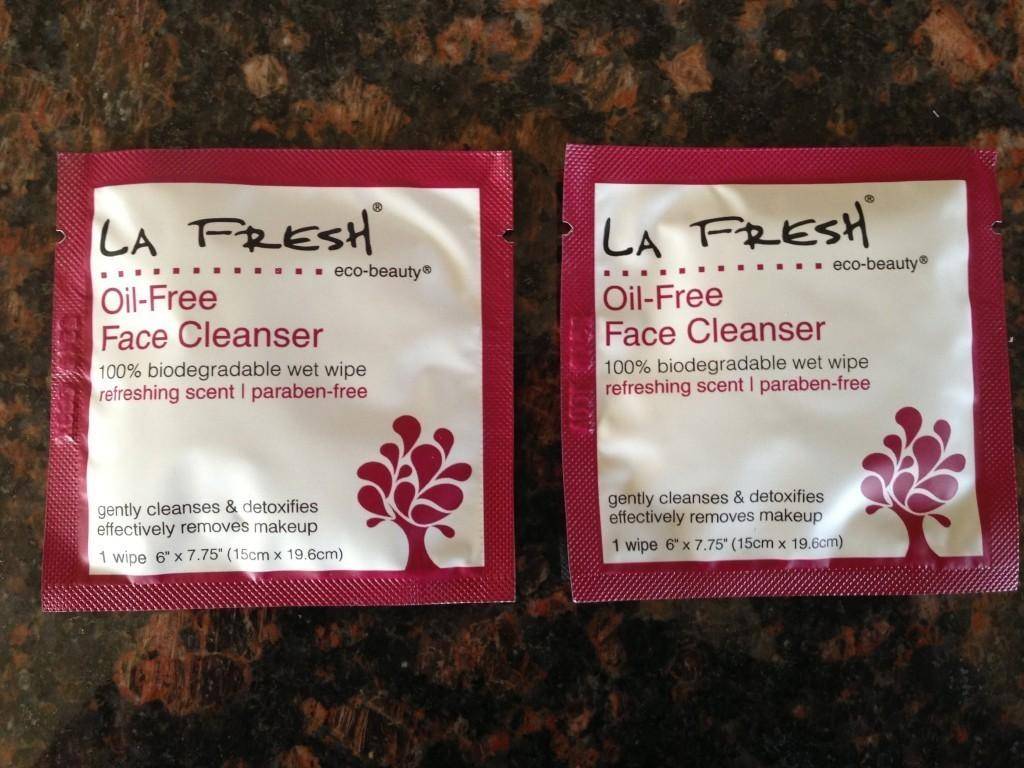 LA FRESH®
eco-beauty®
Oil-Free
Face Cleanser
100% biodegradable wet wipe
refreshing scent | paraben-free
gently cleanses & detoxifies
effectively removes makeup
1 wipe 6" x 7.75" (15cm x 19.6cm)
LA FRESH®
eco-beauty®
Oil-Free
Face Cleanser
100% biodegradable wet wipe
refreshing scent | paraben-free
gently cleanses & detoxifies
effectively removes makeup
1 wipe 6" x 7.75" (15cm x 19.6cm)